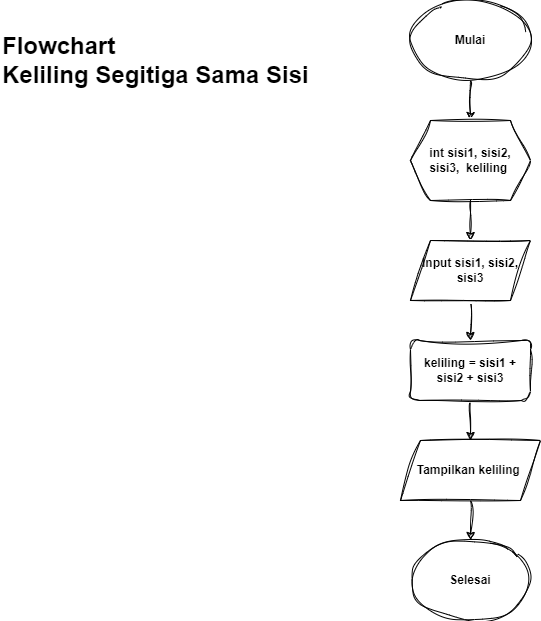 Flowchart
Keliling Segitiga Sama Sisi
Mulai
int sisi1, sisi2,
sisi3, keliling
Input sisi1, sisi2,
sisi3
keliling = sisi1 +
sisi2 + sisi3
Tampilkan keliling
Selesai